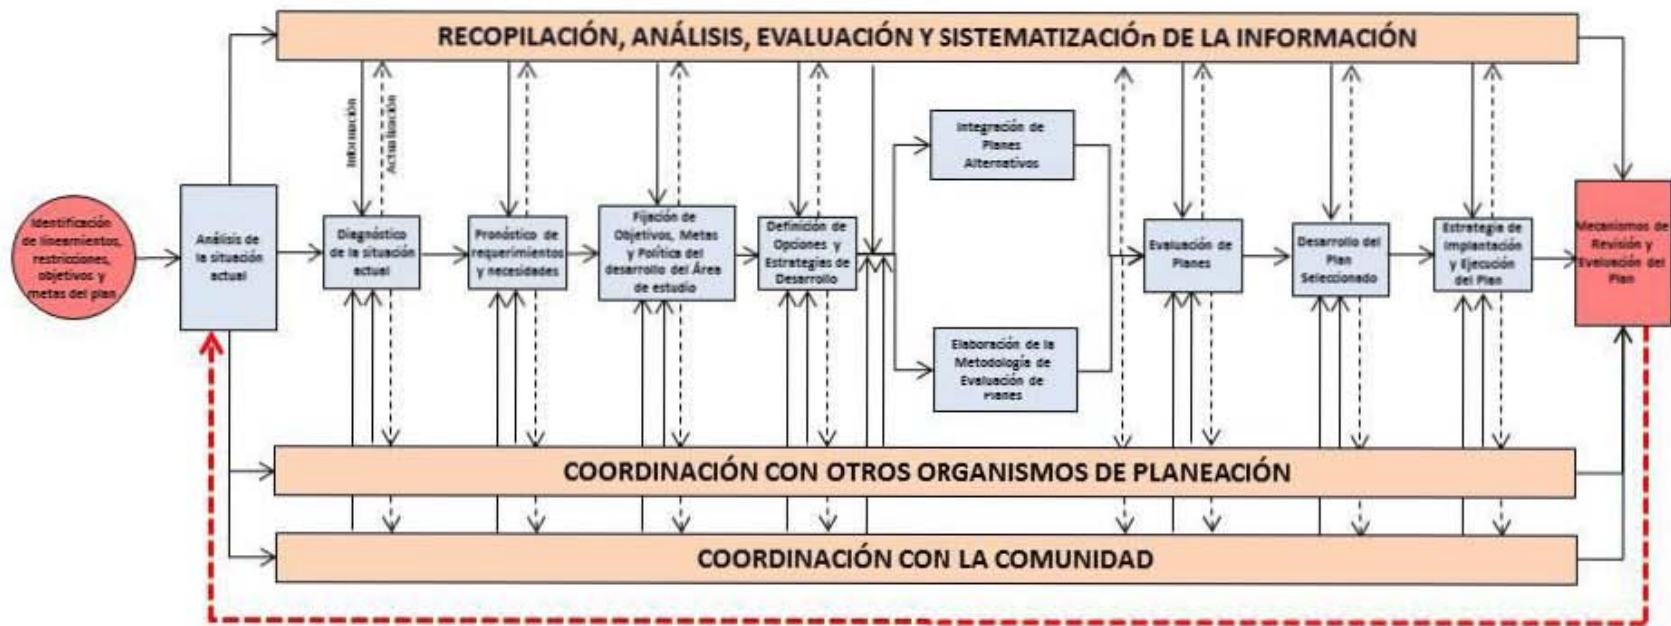 RECOPILACIÓN, ANÁLISIS, EVALUACIÓN Y SISTEMATIZACIÓn DE LA INFORMACIÓN
Información
Actualización
Identificación
de lineamientos,
restricciones,
objetivos y
metas del plan
Análisis de
la situación
actual
Diagnóstico
de la situación
actual
Pronóstico de
requerimientos
y necesidades
Fijación de
Objetivos, Metas
y Política del
desarrollo del Área
de estudio
Definición de
Opciones y
Estrategias de
Desarrollo
Integración de
Planes
Alternativos
Elaboración de la
Metodología de
Evaluación de
Planes
Evaluación de
Planes
Desarrollo del
Plan
Seleccionado
Estrategia de
Implantación
y Ejecución
del Plan
Mecanismos de
Revisión y
Evaluación del
Plan
COORDINACIÓN CON OTROS ORGANISMOS DE PLANEACIÓN
COORDINACIÓN CON LA COMUNIDAD